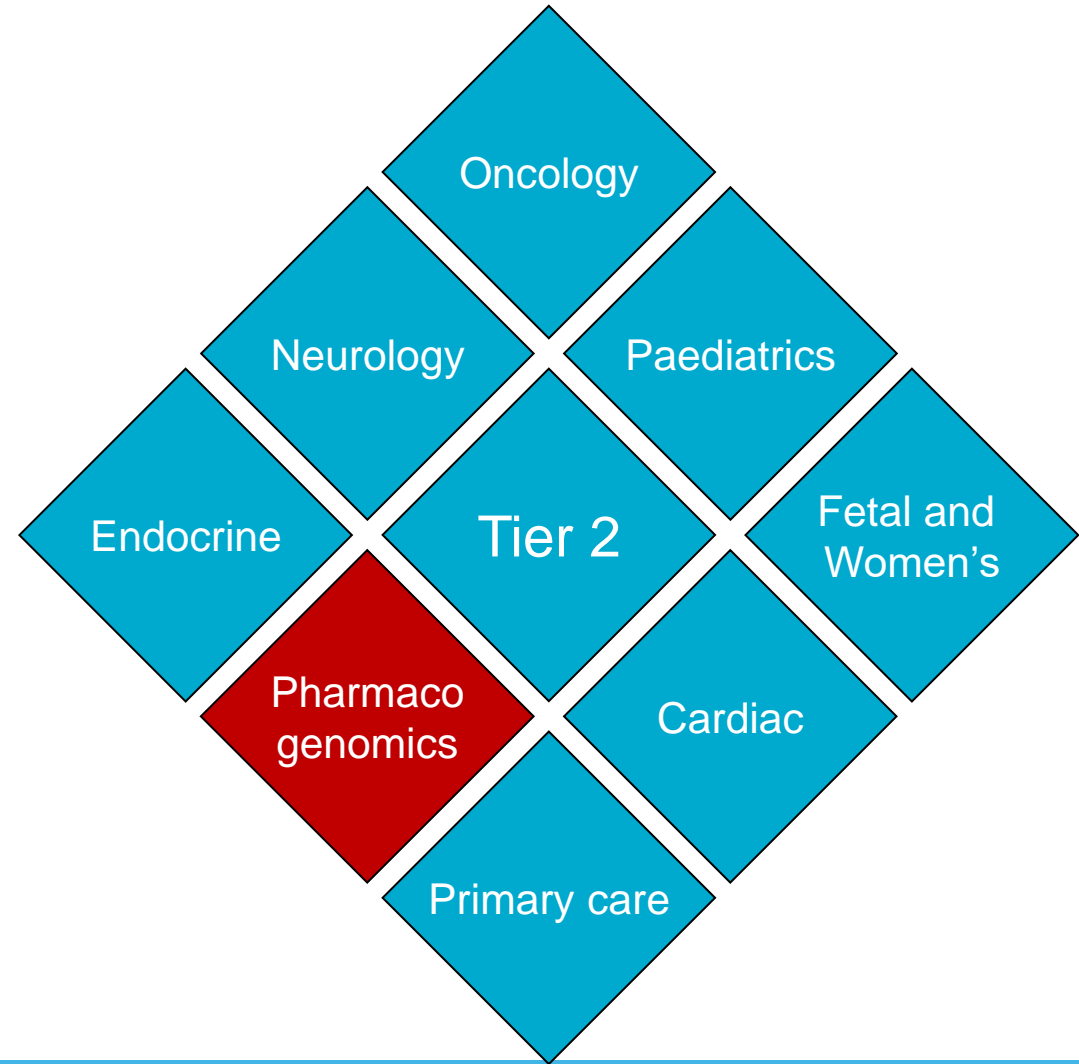 Oncology
Neurology
Paediatrics
Endocrine
Tier 2
Fetal and
Women's
Pharmaco
genomics
Cardiac
Primary care